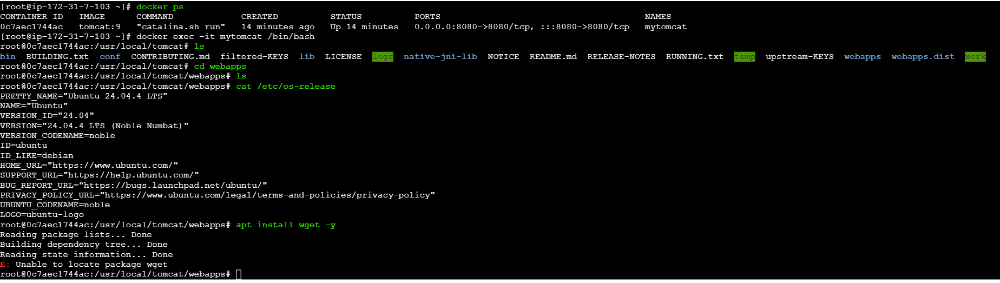 [root@ip-172-31-7-103 ~]# docker ps
CONTAINER ID   IMAGE      COMMAND             CREATED          STATUS          PORTS                                       NAMES
0c7aec1744ac   tomcat:9   "catalina.sh run"   14 minutes ago   Up 14 minutes   0.0.0.0:8080->8080/tcp, :::8080->8080/tcp   mytomcat
[root@ip-172-31-7-103 ~]# docker exec -it mytomcat /bin/bash
root@0c7aec1744ac:/usr/local/tomcat# ls
bin  BUILDING.txt  conf  CONTRIBUTING.md  filtered-KEYS  lib  LICENSE  logs  native-jni-lib  NOTICE  README.md  RELEASE-NOTES  RUNNING.txt  temp  upstream-KEYS  webapps  webapps.dist  work
root@0c7aec1744ac:/usr/local/tomcat# cd webapps
root@0c7aec1744ac:/usr/local/tomcat/webapps# ls
root@0c7aec1744ac:/usr/local/tomcat/webapps# cat /etc/os-release
PRETTY_NAME="Ubuntu 24.04.4 LTS"
NAME="Ubuntu"
VERSION_ID="24.04"
VERSION="24.04.4 LTS (Noble Numbat)"
VERSION_CODENAME=noble
ID=ubuntu
ID_LIKE=debian
HOME_URL="https://www.ubuntu.com/"
SUPPORT_URL="https://help.ubuntu.com/"
BUG_REPORT_URL="https://bugs.launchpad.net/ubuntu/"
PRIVACY_POLICY_URL="https://www.ubuntu.com/legal/terms-and-policies/privacy-policy"
UBUNTU_CODENAME=noble
LOGO=ubuntu-logo
root@0c7aec1744ac:/usr/local/tomcat/webapps# apt install wget -y
Reading package lists... Done
Building dependency tree... Done
Reading state information... Done
E: Unable to locate package wget
root@0c7aec1744ac:/usr/local/tomcat/webapps#